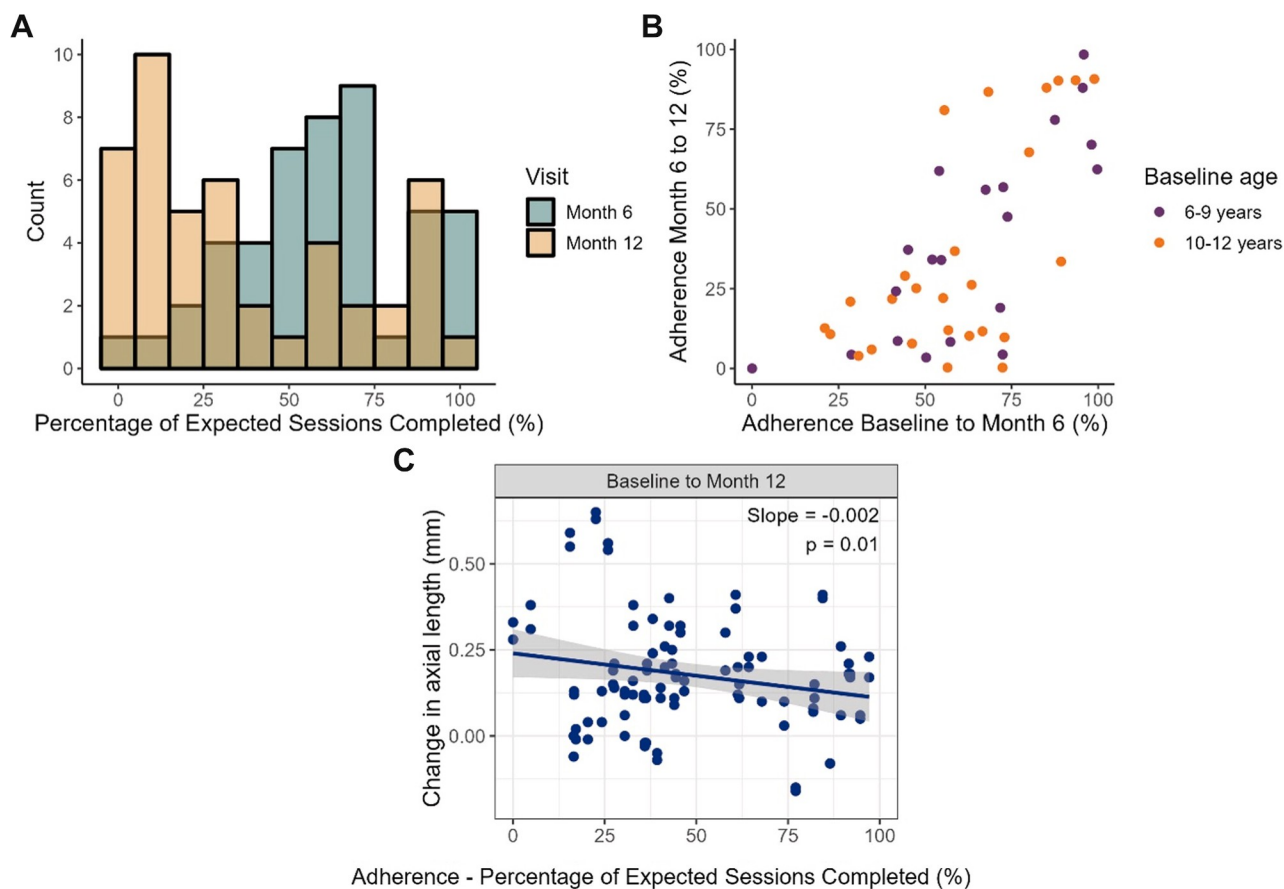 A
10
8
6
4
2
0
Count
0 25 50 75 100
Percentage of Expected Sessions Completed (%)
Visit
Month 6
Month 12
B
100
75
50
25
0
Adherence Month 6 to 12 (%)
0 25 50 75 100
Adherence Baseline to Month 6 (%)
Baseline age
6-9 years
10-12 years
C
Baseline to Month 12
Slope = -0.002
p = 0.01
0.50
0.25
0.00
Change in axial length (mm)
0 25 50 75 100
Adherence - Percentage of Expected Sessions Completed (%)